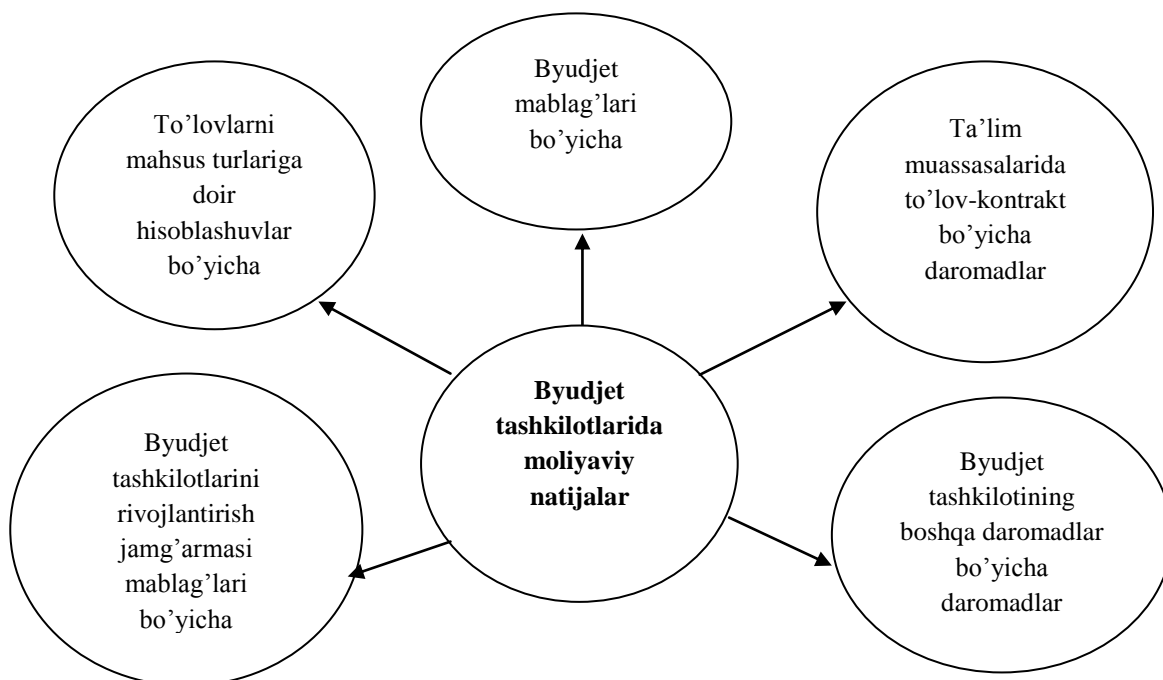 Byudjet
mablag’lari
bo’yicha
To’lovlarni
mahsus turlariga
doir
hisoblashuvlar
bo’yicha
Ta’lim
muassasalarida
to’lov-kontrakt
bo’yicha
daromadlar
Byudjet
tashkilotlarida
moliyaviy
natijalar
Byudjet
tashkilotlarini
rivojlantirish
jamg’armasi
mablag’lari
bo’yicha
Byudjet
tashkilotining
boshqa daromadlar
bo’yicha
daromadlar